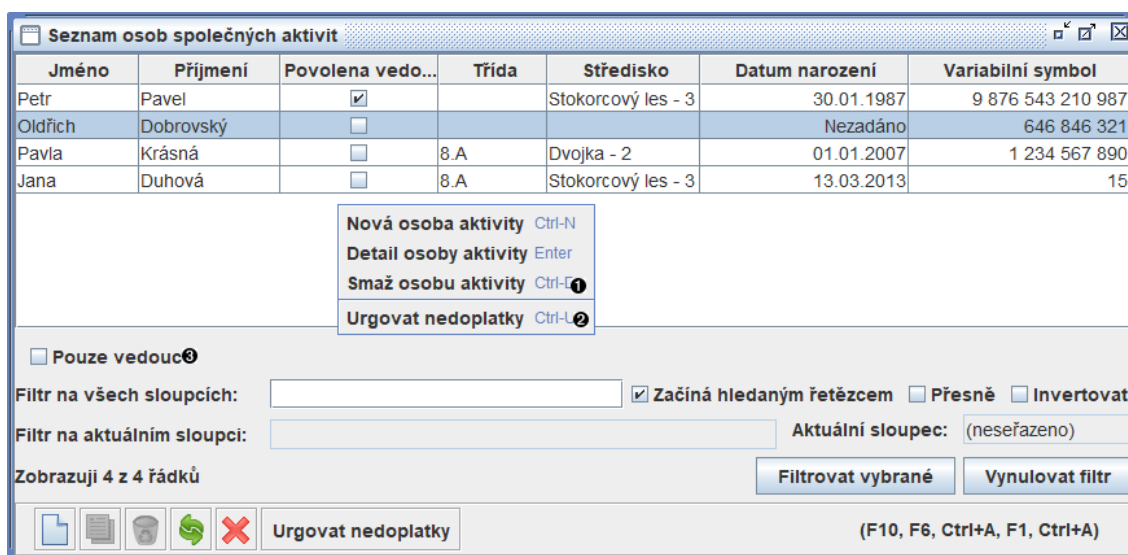 Seznam osob společných aktivit
Jméno Příjmení Povolena vedo... Třída Středisko Datum narození Variabilní symbol
Petr Pavel Stokorcový les - 3 30.01.1987 9 876 543 210 987
Oldřich Dobrovský Nezadáno 646 846 321
Pavla Krásná 8.A Dvojka - 2 01.01.2007 1 234 567 890
Jana Duhová 8.A Stokorcový les - 3 13.03.2013 15
Nová osoba aktivity Ctrl-N
Detail osoby aktivity Enter
Smaž osobu aktivity Ctrl-D ❶
Urgovat nedoplatky Ctrl-U ❷
Pouze vedouc ❸
Filtr na všech sloupcích: Začíná hledaným řetězcem Přesně Invertovat
Filtr na aktuálním sloupci: Aktuální sloupec: (neseřazeno)
Zobrazuji 4 z 4 řádků Filtrovat vybrané Vynulovat filtr
Urgovat nedoplatky (F10, F6, Ctrl+A, F1, Ctrl+A)